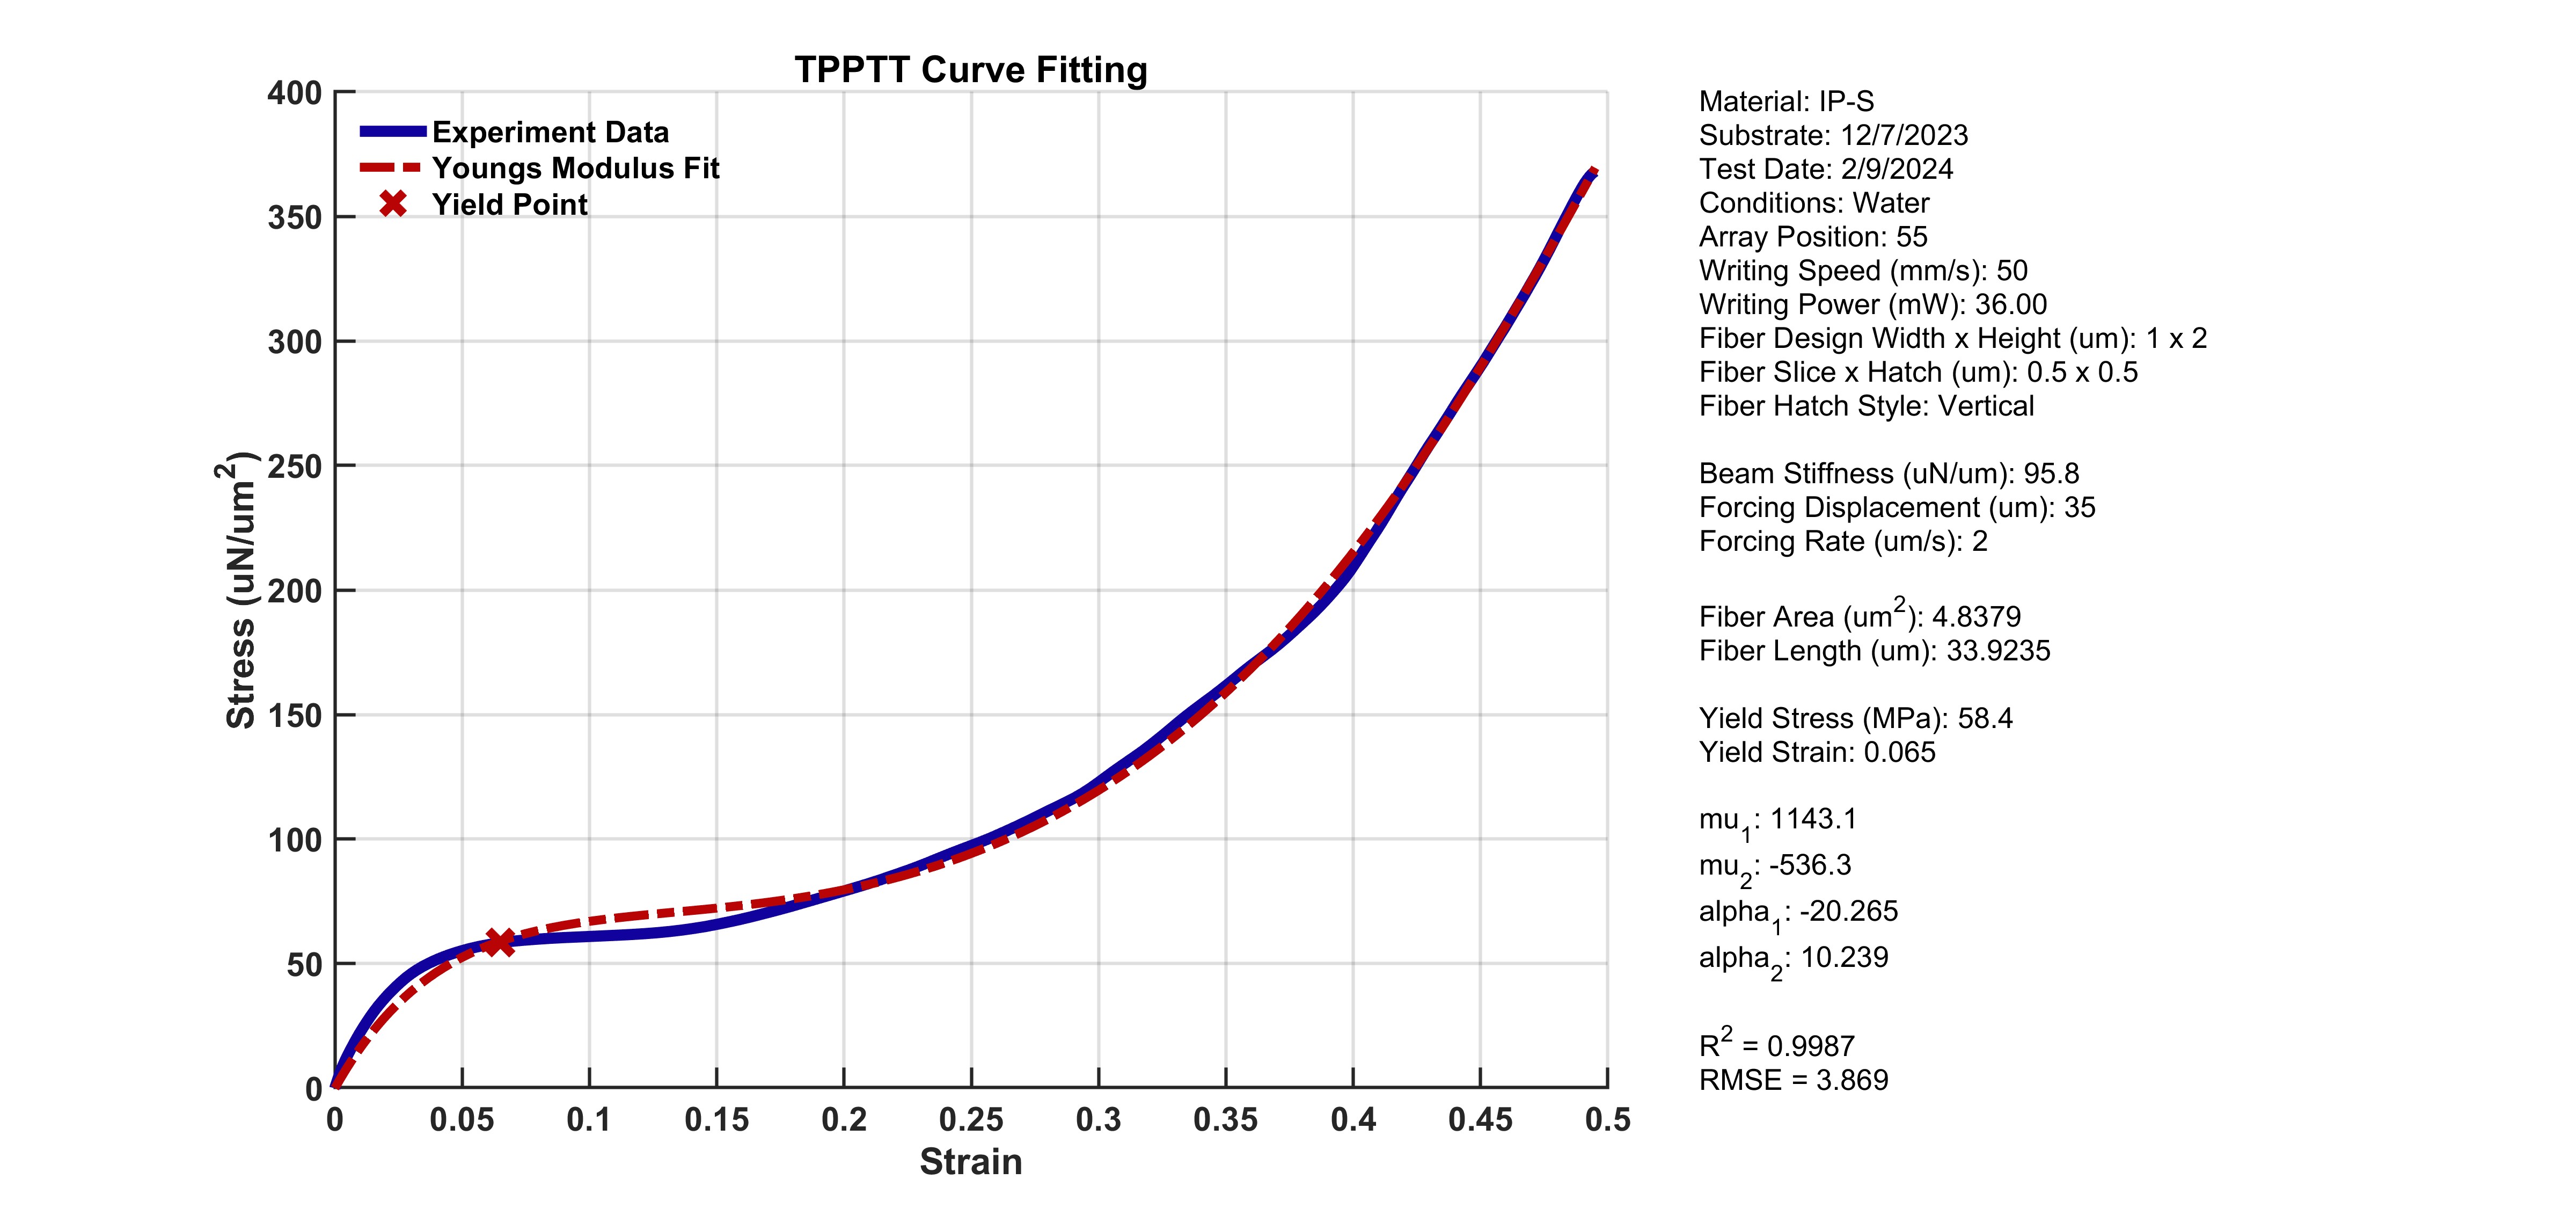 TPPTT Curve Fitting
400
350
300
250
200
150
100
50
0
Stress (uN/um²)
Experiment Data
Youngs Modulus Fit
Yield Point
0 0.05 0.1 0.15 0.2 0.25 0.3 0.35 0.4 0.45 0.5
Strain
Material: IP-S
Substrate: 12/7/2023
Test Date: 2/9/2024
Conditions: Water
Array Position: 55
Writing Speed (mm/s): 50
Writing Power (mW): 36.00
Fiber Design Width x Height (um): 1 x 2
Fiber Slice x Hatch (um): 0.5 x 0.5
Fiber Hatch Style: Vertical
Beam Stiffness (uN/um): 95.8
Forcing Displacement (um): 35
Forcing Rate (um/s): 2
Fiber Area (um²): 4.8379
Fiber Length (um): 33.9235
Yield Stress (MPa): 58.4
Yield Strain: 0.065
mu₁: 1143.1
mu₂: -536.3
alpha₁: -20.265
alpha₂: 10.239
R² = 0.9987
RMSE = 3.869